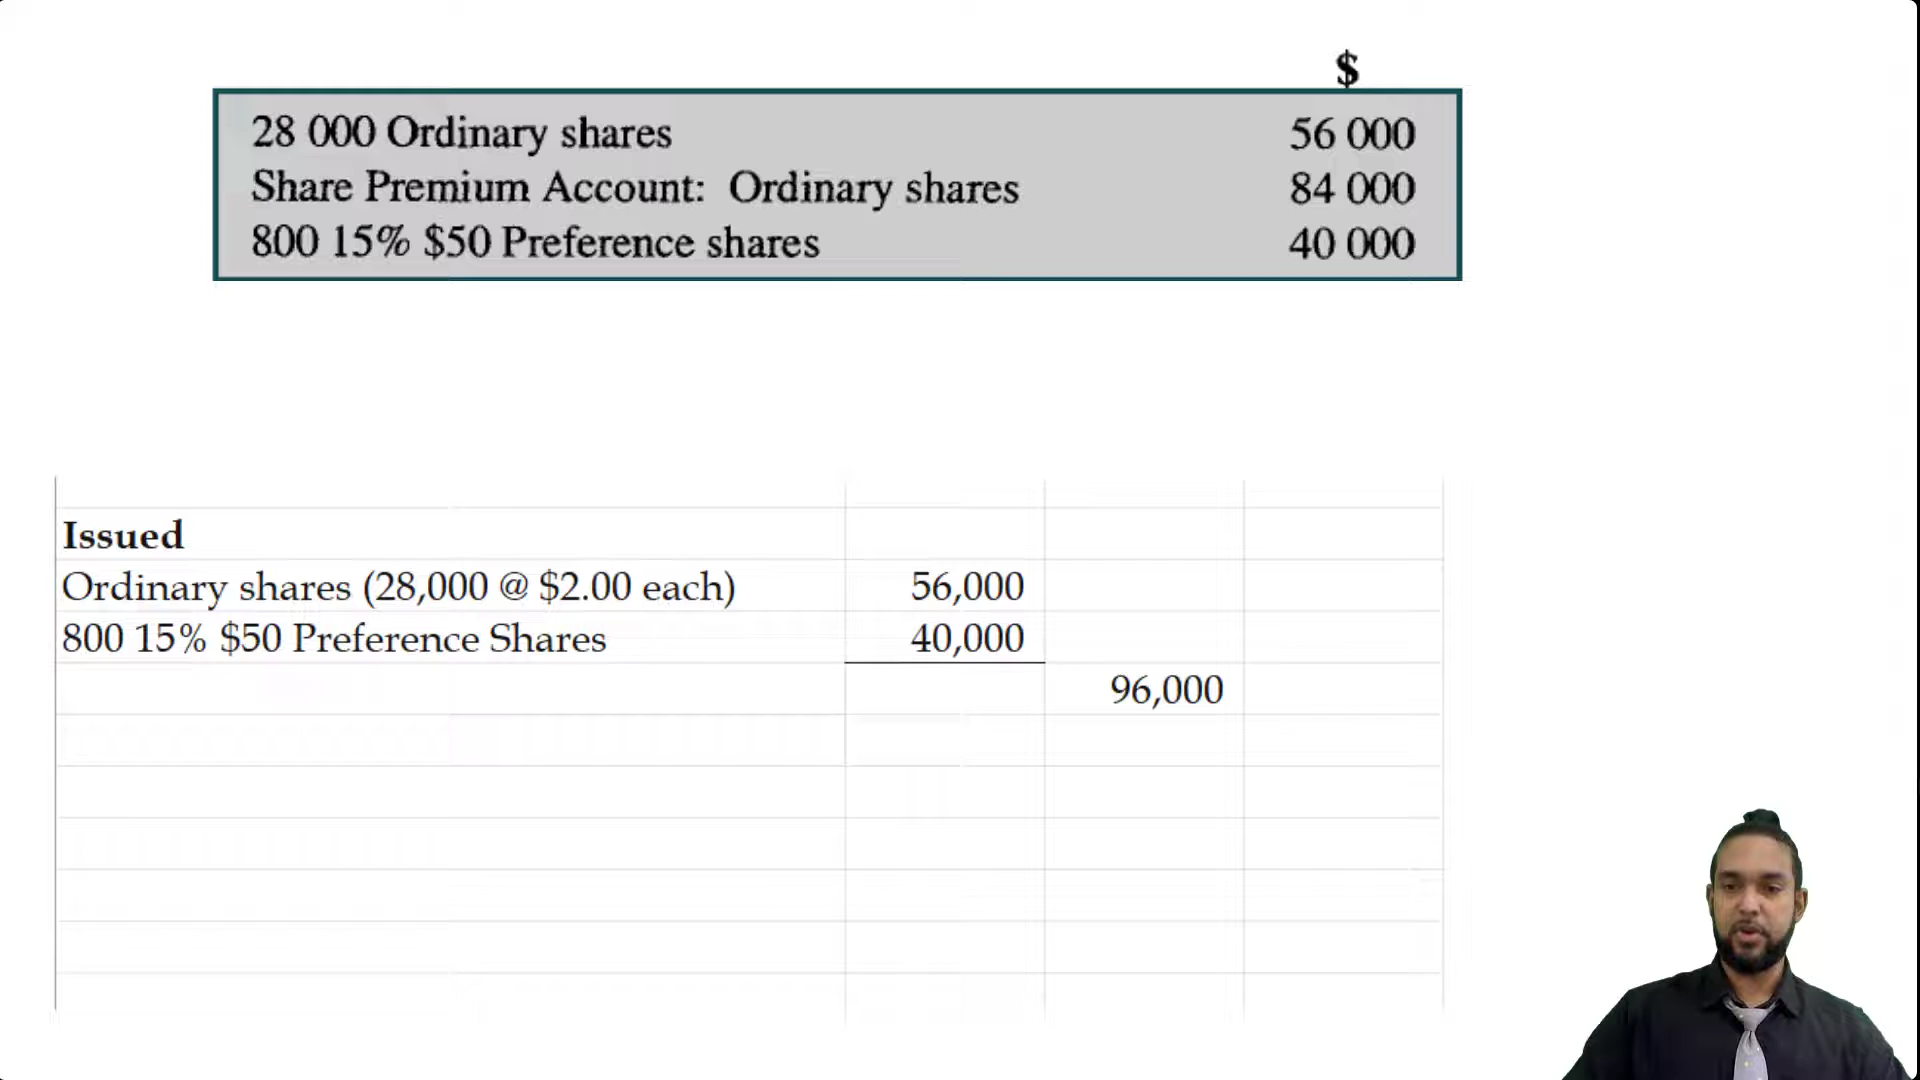 $
28 000 Ordinary shares 56 000
Share Premium Account: Ordinary shares 84 000
800 15% $50 Preference shares 40 000
Issued
Ordinary shares (28,000 @ $2.00 each) 56,000
800 15% $50 Preference Shares 40,000
96,000